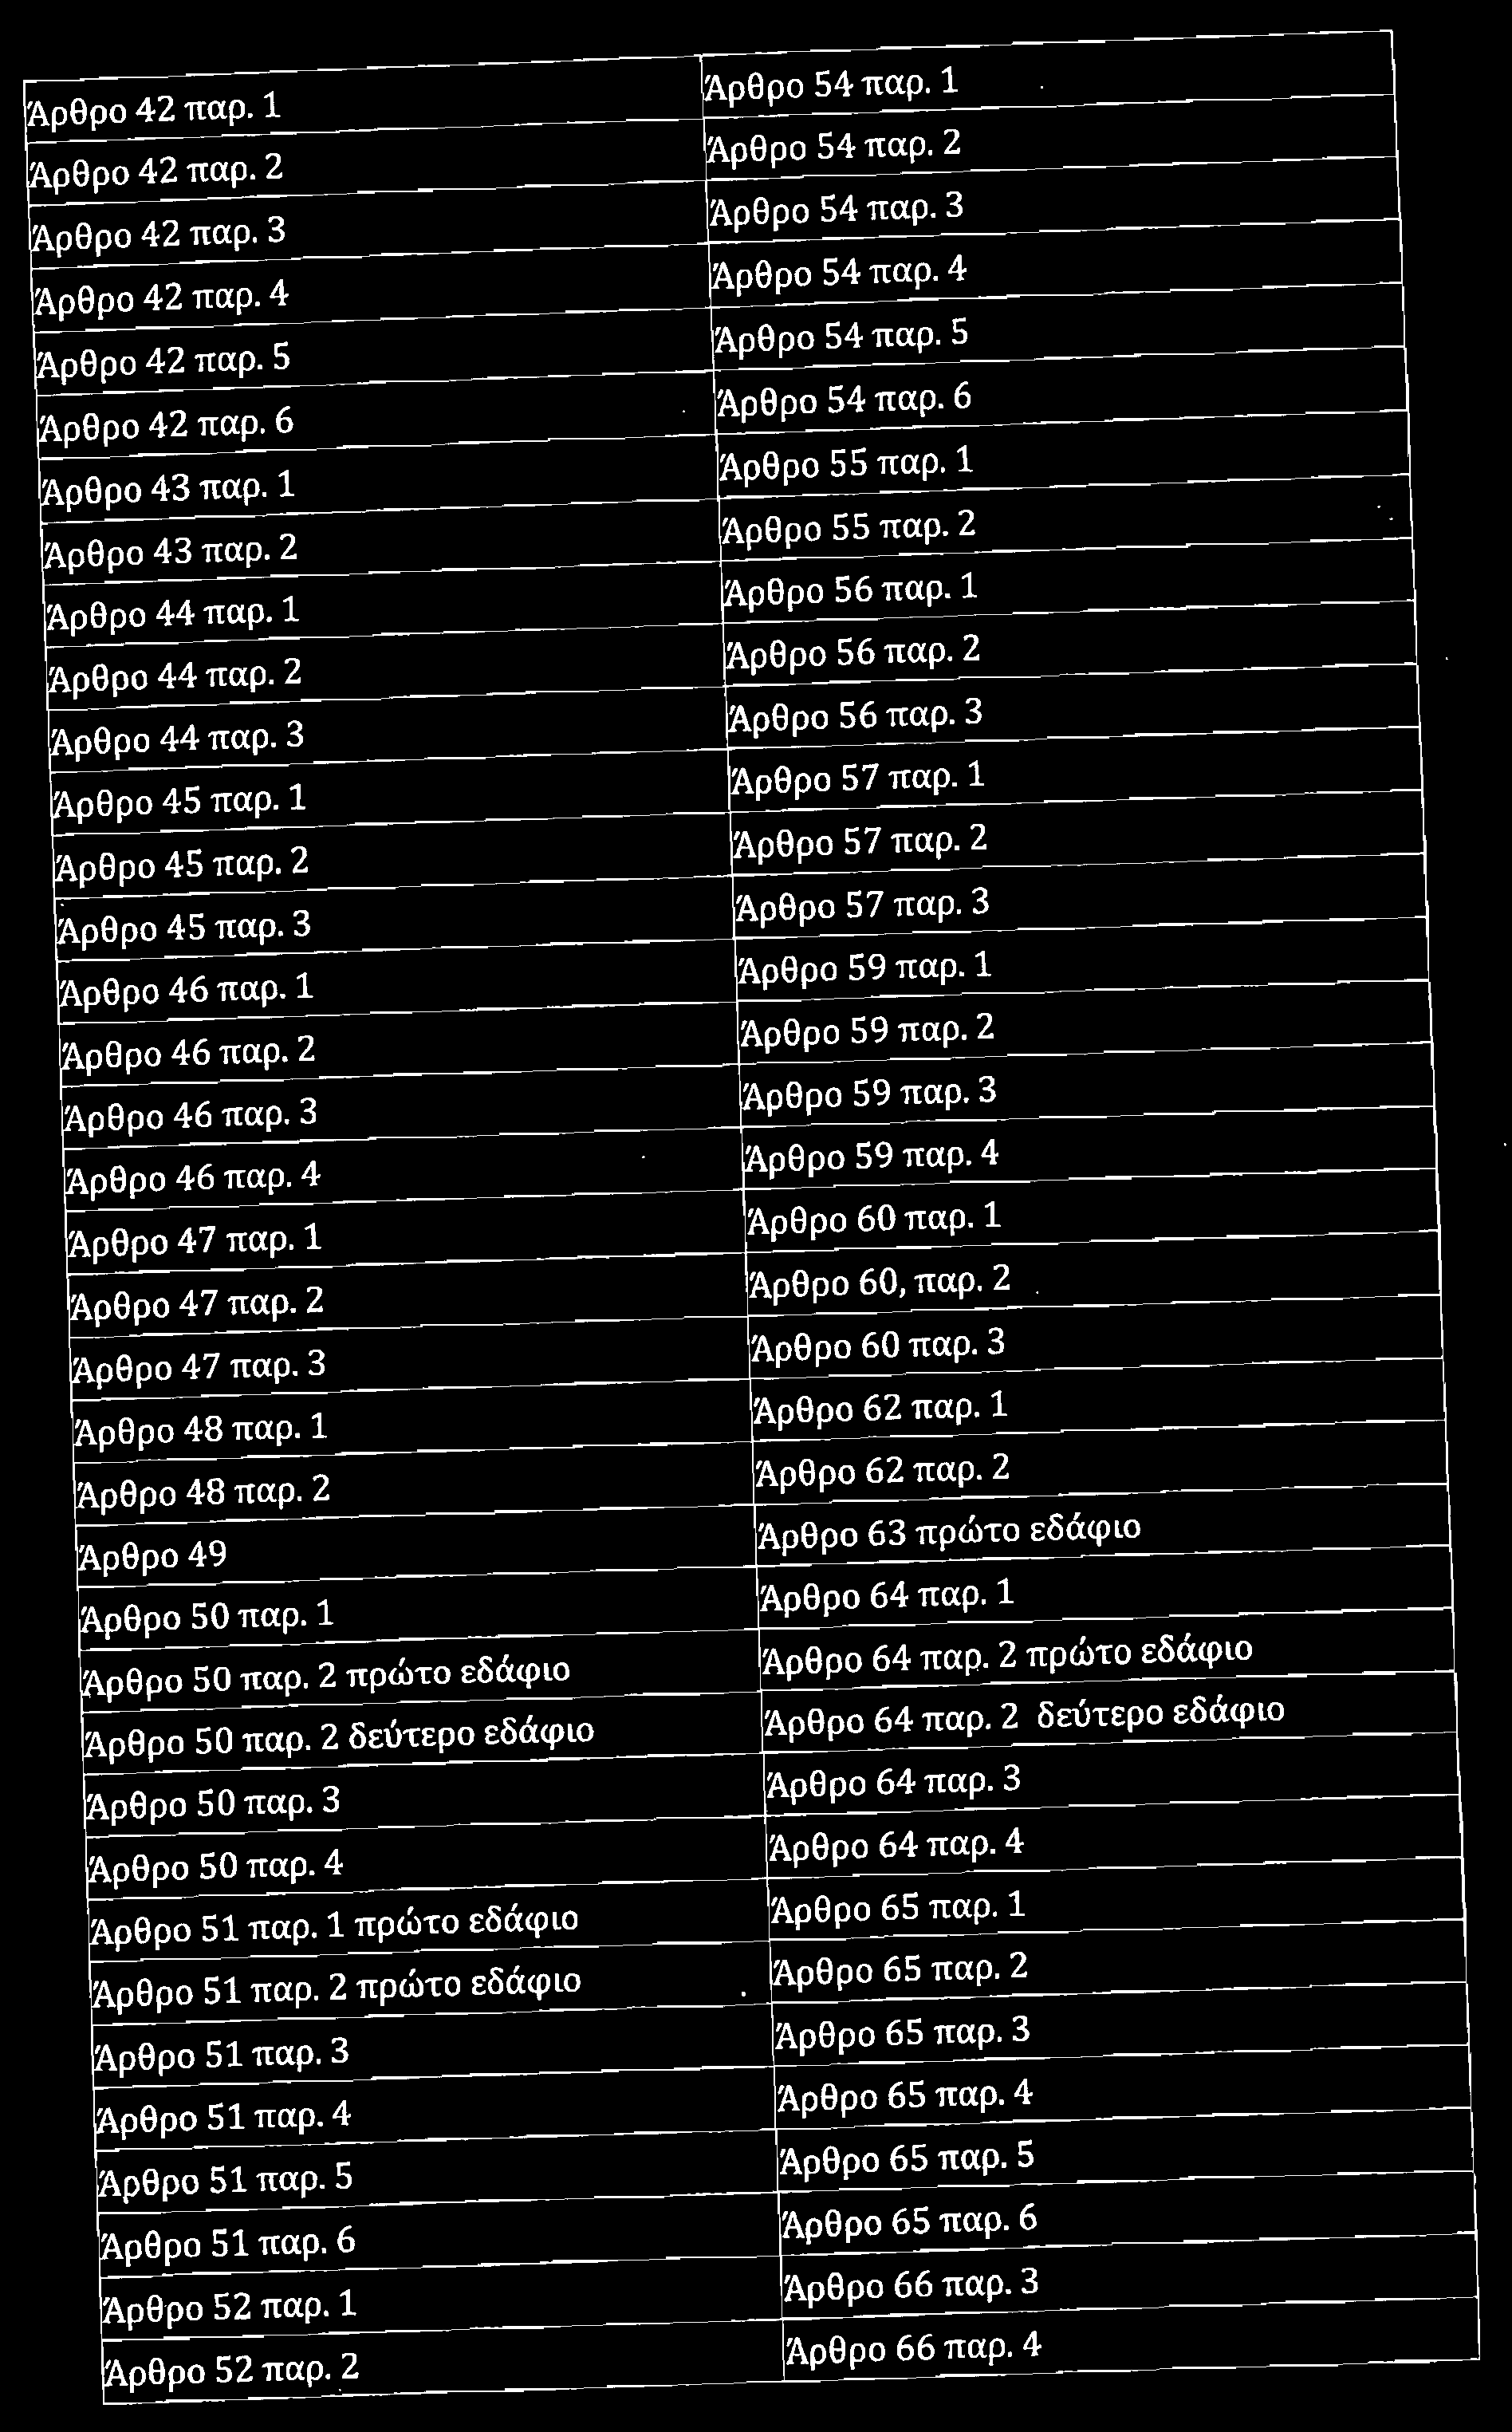 Άρθρο 42 παρ. 1 Άρθρο 54 παρ. 1
Άρθρο 42 παρ. 2 Άρθρο 54 παρ. 2
Άρθρο 42 παρ. 3 Άρθρο 54 παρ. 3
Άρθρο 42 παρ. 4 Άρθρο 54 παρ. 4
Άρθρο 42 παρ. 5 Άρθρο 54 παρ. 5
Άρθρο 42 παρ. 6 Άρθρο 54 παρ. 6
Άρθρο 43 παρ. 1 Άρθρο 55 παρ. 1
Άρθρο 43 παρ. 2 Άρθρο 55 παρ. 2
Άρθρο 44 παρ. 1 Άρθρο 56 παρ. 1
Άρθρο 44 παρ. 2 Άρθρο 56 παρ. 2
Άρθρο 44 παρ. 3 Άρθρο 56 παρ. 3
Άρθρο 45 παρ. 1 Άρθρο 57 παρ. 1
Άρθρο 45 παρ. 2 Άρθρο 57 παρ. 2
Άρθρο 45 παρ. 3 Άρθρο 57 παρ. 3
Άρθρο 46 παρ. 1 Άρθρο 59 παρ. 1
Άρθρο 46 παρ. 2 Άρθρο 59 παρ. 2
Άρθρο 46 παρ. 3 Άρθρο 59 παρ. 3
Άρθρο 46 παρ. 4 Άρθρο 59 παρ. 4
Άρθρο 47 παρ. 1 Άρθρο 60 παρ. 1
Άρθρο 47 παρ. 2 Άρθρο 60, παρ. 2
Άρθρο 47 παρ. 3 Άρθρο 60 παρ. 3
Άρθρο 48 παρ. 1 Άρθρο 62 παρ. 1
Άρθρο 48 παρ. 2 Άρθρο 62 παρ. 2
Άρθρο 49 Άρθρο 63 πρώτο εδάφιο
Άρθρο 50 παρ. 1 Άρθρο 64 παρ. 1
Άρθρο 50 παρ. 2 πρώτο εδάφιο Άρθρο 64 παρ. 2 πρώτο εδάφιο
Άρθρο 50 παρ. 2 δεύτερο εδάφιο Άρθρο 64 παρ. 2 δεύτερο εδάφιο
Άρθρο 50 παρ. 3 Άρθρο 64 παρ. 3
Άρθρο 50 παρ. 4 Άρθρο 64 παρ. 4
Άρθρο 51 παρ. 1 πρώτο εδάφιο Άρθρο 65 παρ. 1
Άρθρο 51 παρ. 2 πρώτο εδάφιο Άρθρο 65 παρ. 2
Άρθρο 51 παρ. 3 Άρθρο 65 παρ. 3
Άρθρο 51 παρ. 4 Άρθρο 65 παρ. 4
Άρθρο 51 παρ. 5 Άρθρο 65 παρ. 5
Άρθρο 51 παρ. 6 Άρθρο 65 παρ. 6
Άρθρο 52 παρ. 1 Άρθρο 66 παρ. 3
Άρθρο 52 παρ. 2 Άρθρο 66 παρ. 4